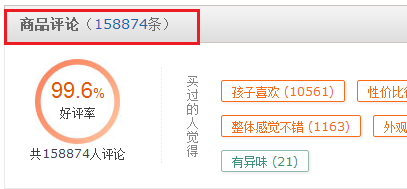 商品评论（158874条）
99.6%
好评率
共158874人评论
买过的人觉得
孩子喜欢 (10561)
性价比
整体感觉不错 (1163)
外观
有异味 (21)